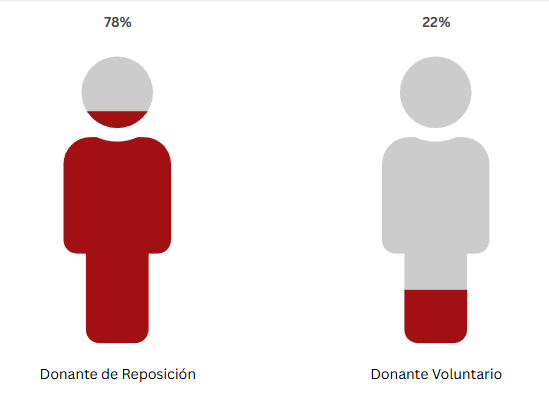 78%
22%
Donante de Reposición
Donante Voluntario